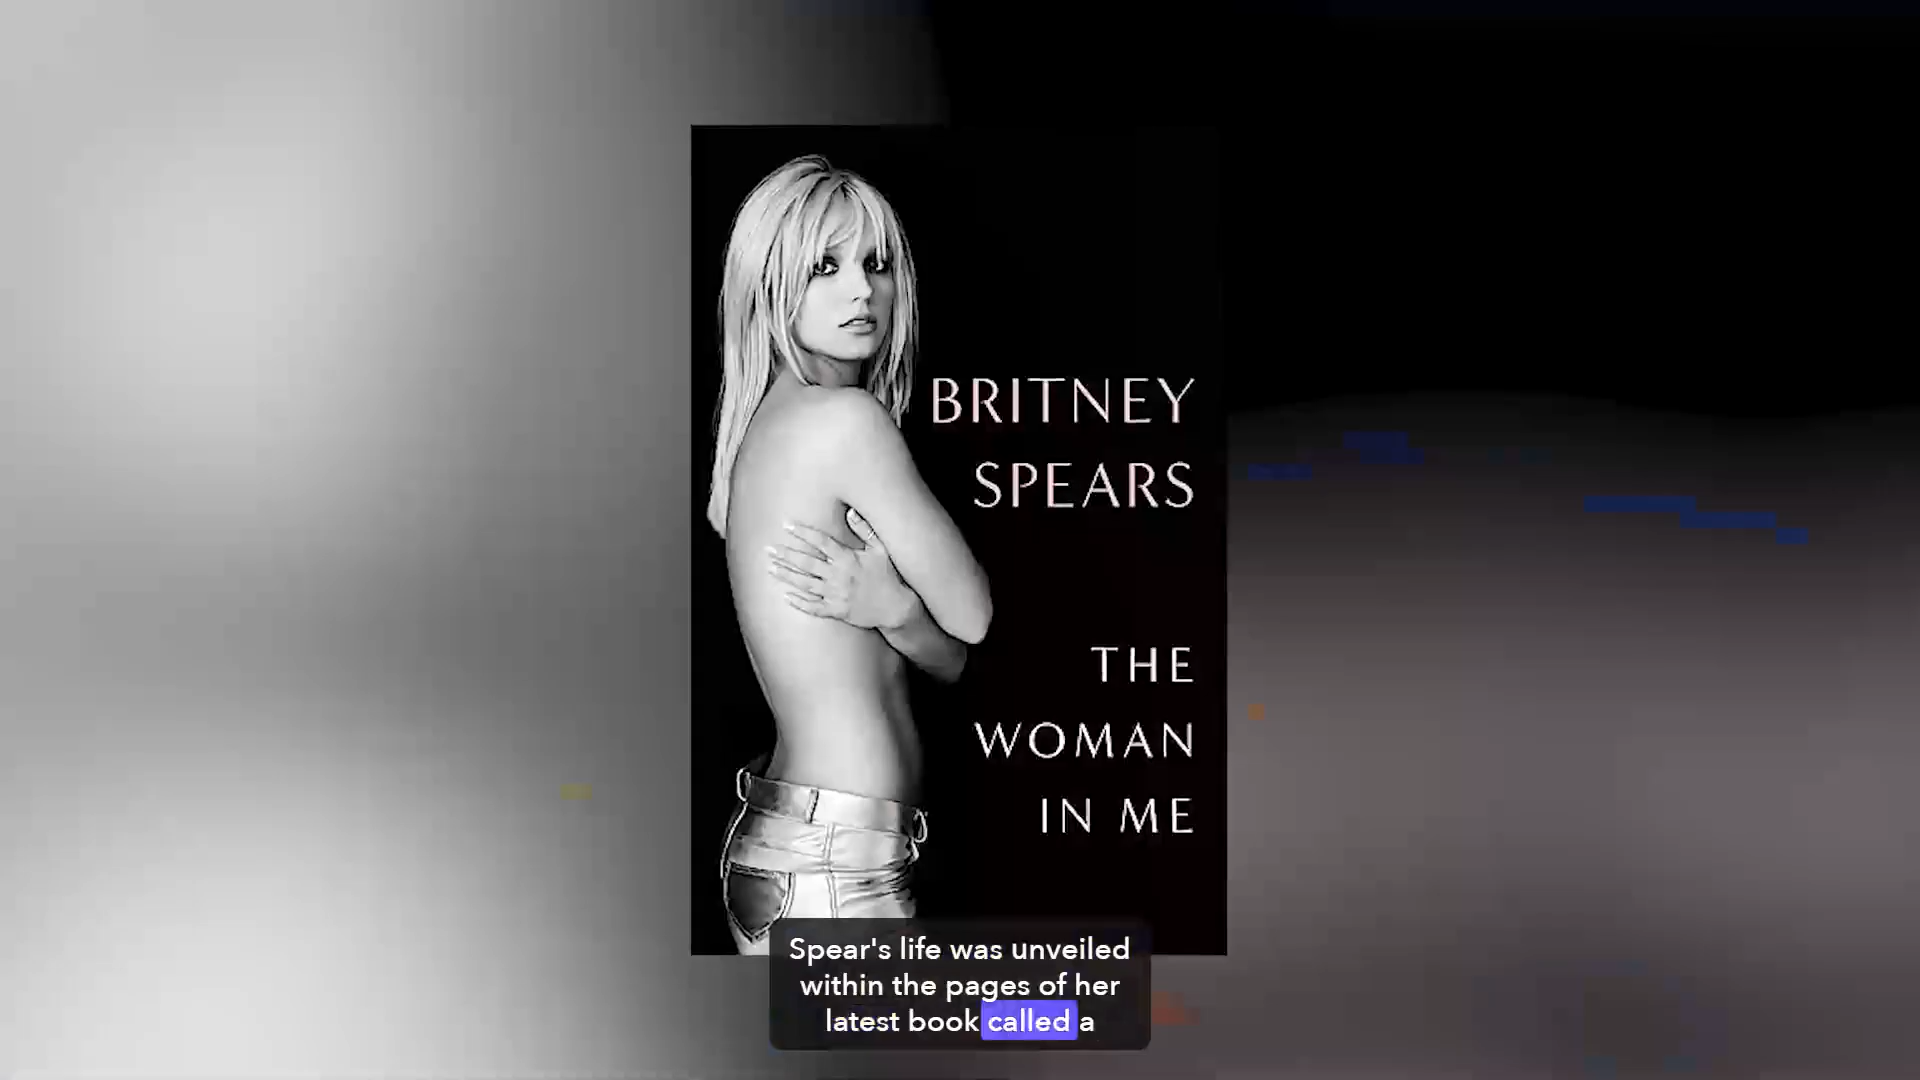 BRITNEY
SPEARS
THE
WOMAN
IN ME
Spear's life was unveiled
within the pages of her
latest book called a